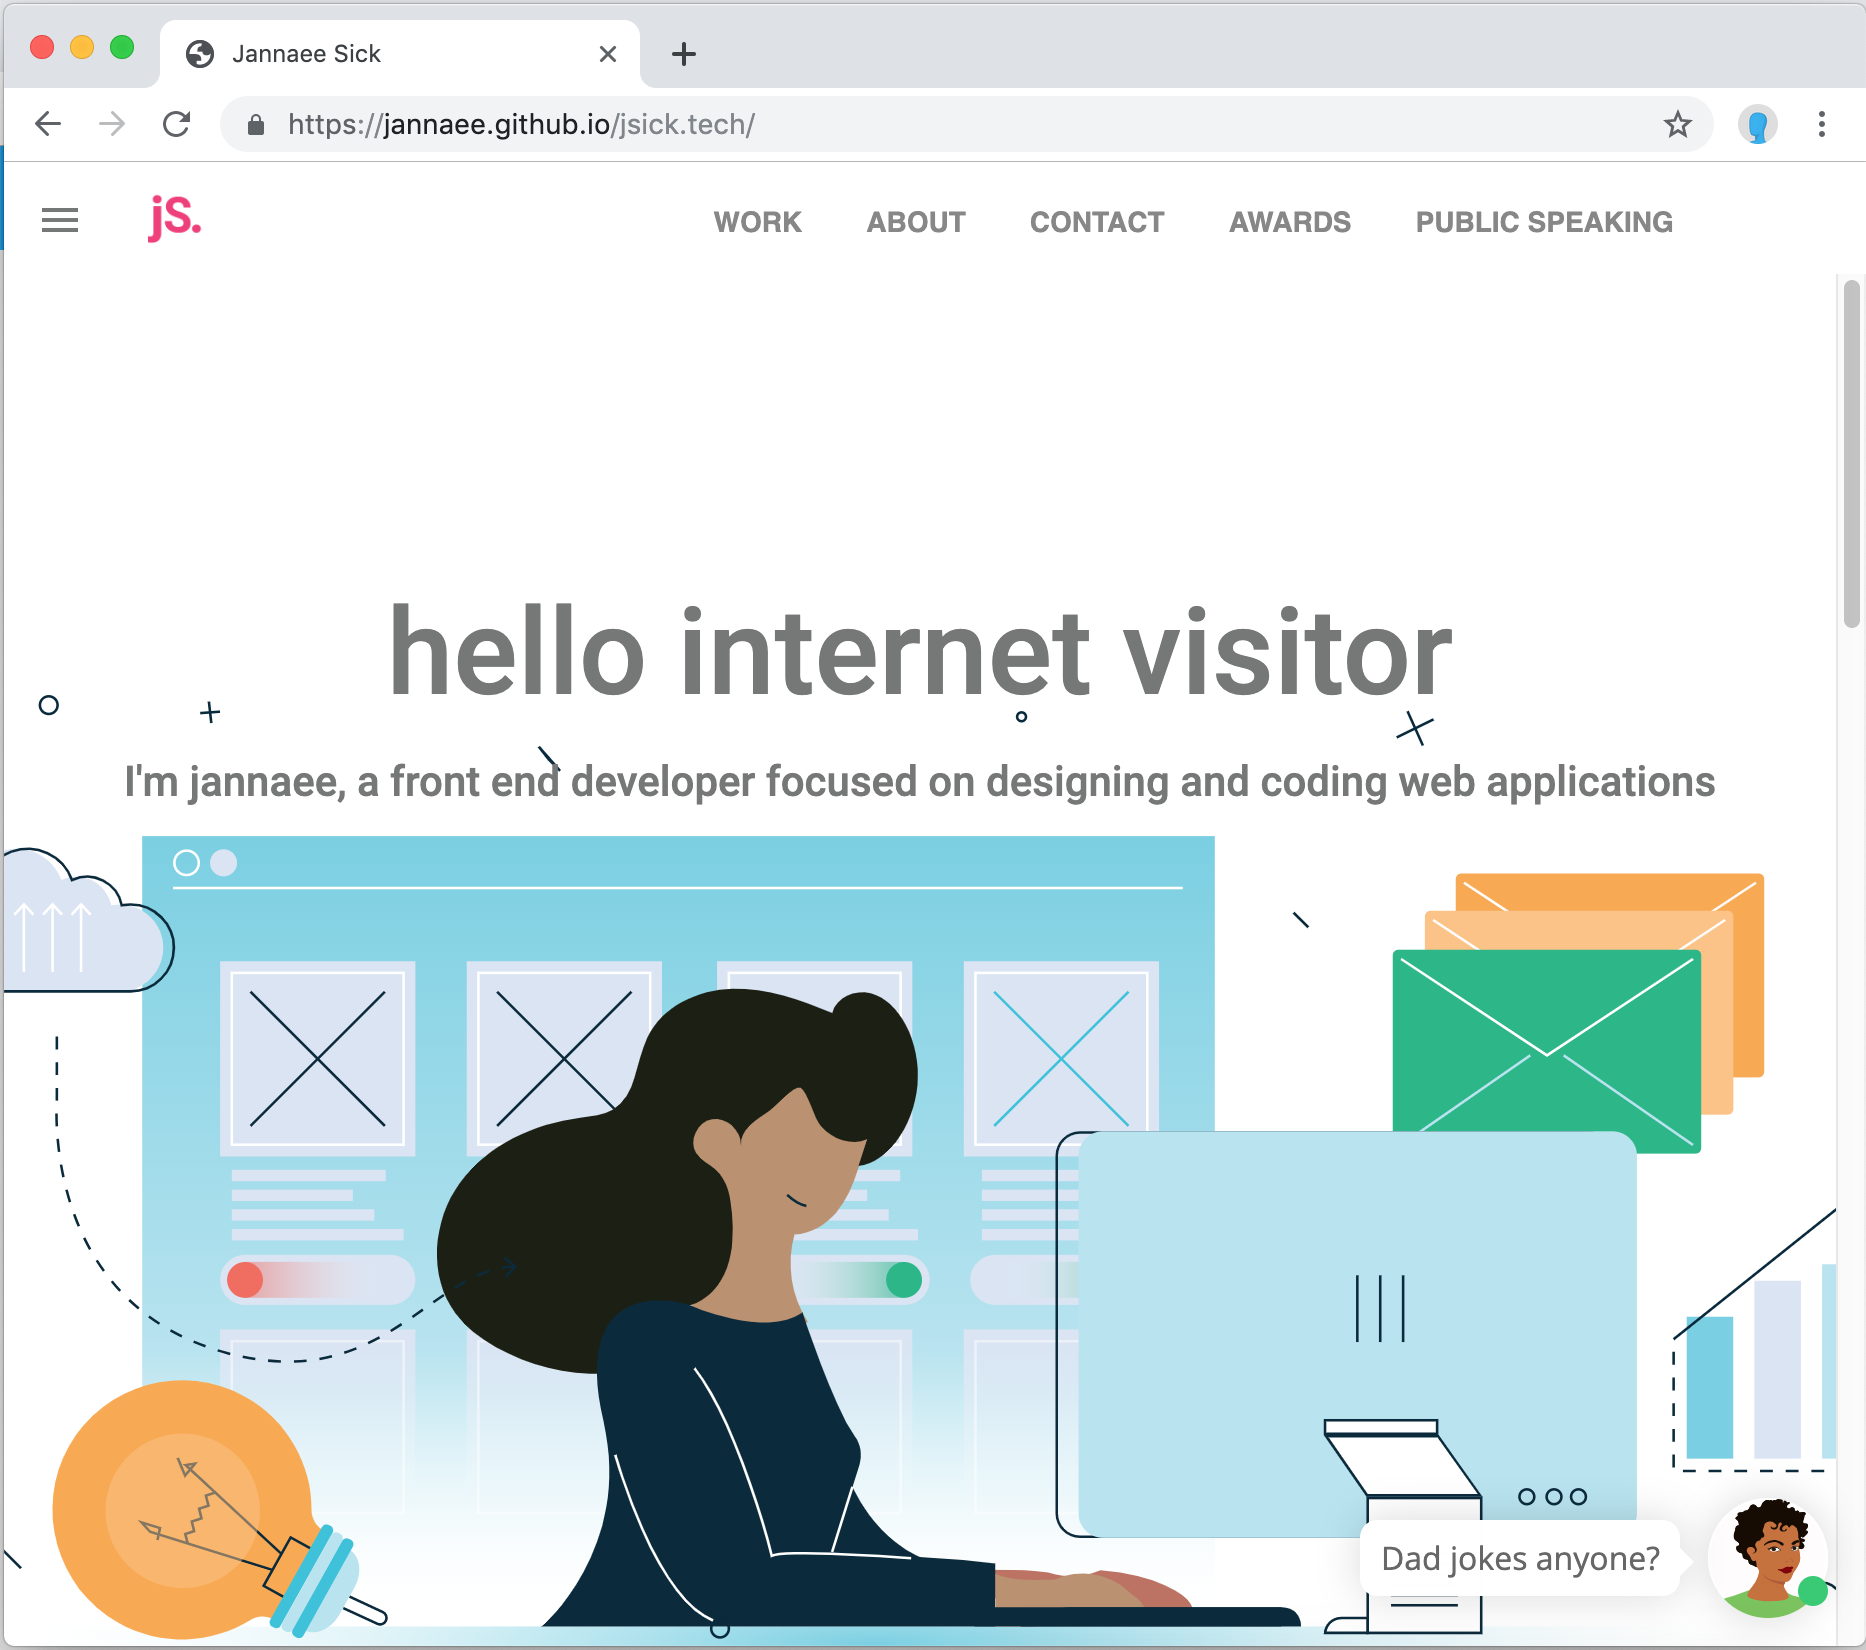 Jannaee Sick
https://jannaee.github.io/jsick.tech/
jS.
WORK ABOUT CONTACT AWARDS PUBLIC SPEAKING
hello internet visitor
I'm jannaee, a front end developer focused on designing and coding web applications
Dad jokes anyone?